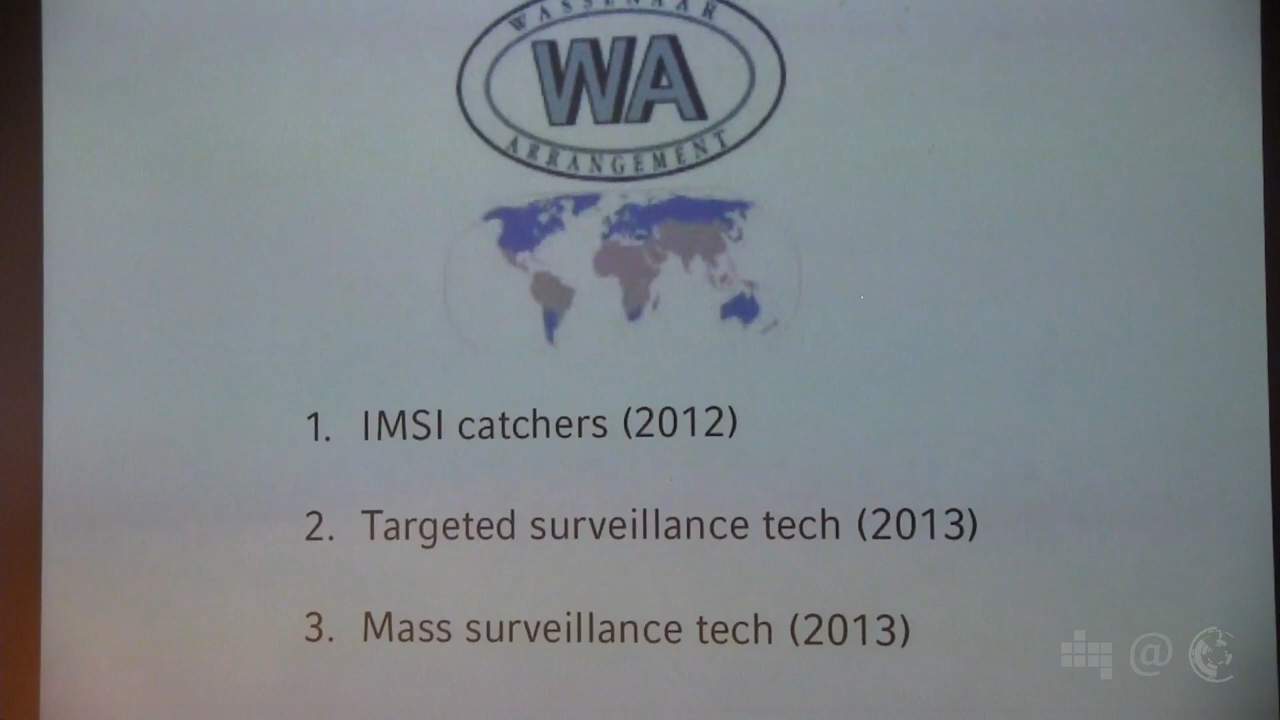 WASSENAAR
WA
ARRANGEMENT
1. IMSI catchers (2012)
2. Targeted surveillance tech (2013)
3. Mass surveillance tech (2013)
@